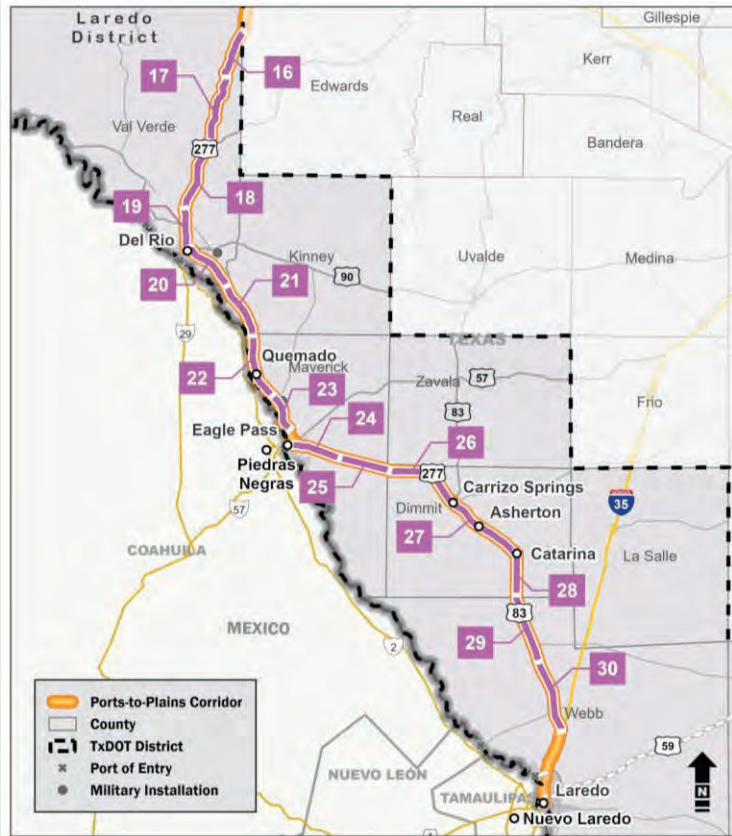 Laredo
District
Gillespie
16
17
Edwards
Kerr
Real
Val Verde
Bandera
277
18
19
Del Rio
Kinney
Uvalde
Medina
20
21
90
29
TEXAS
Quemado
Maverick
22
Zavala
57
23
83
Frio
Eagle Pass
24
26
Piedras
Negras
277
25
Carrizo Springs
35
Dimmit
Asherton
57
27
COAHUILA
Catarina
La Salle
28
83
MEXICO
29
2
30
Ports-to-Plains Corridor
County
Webb
TxDOT District
59
Port of Entry
NUEVO LEÓN
Military Installation
TAMAULIPAS
Laredo
N
Nuevo Laredo